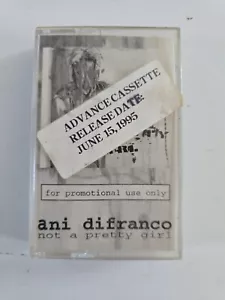 ADVANCE CASSETTE
RELEASE DATE:
JUNE 15, 1995
for promotional use only
ani difranco
not a pretty girl